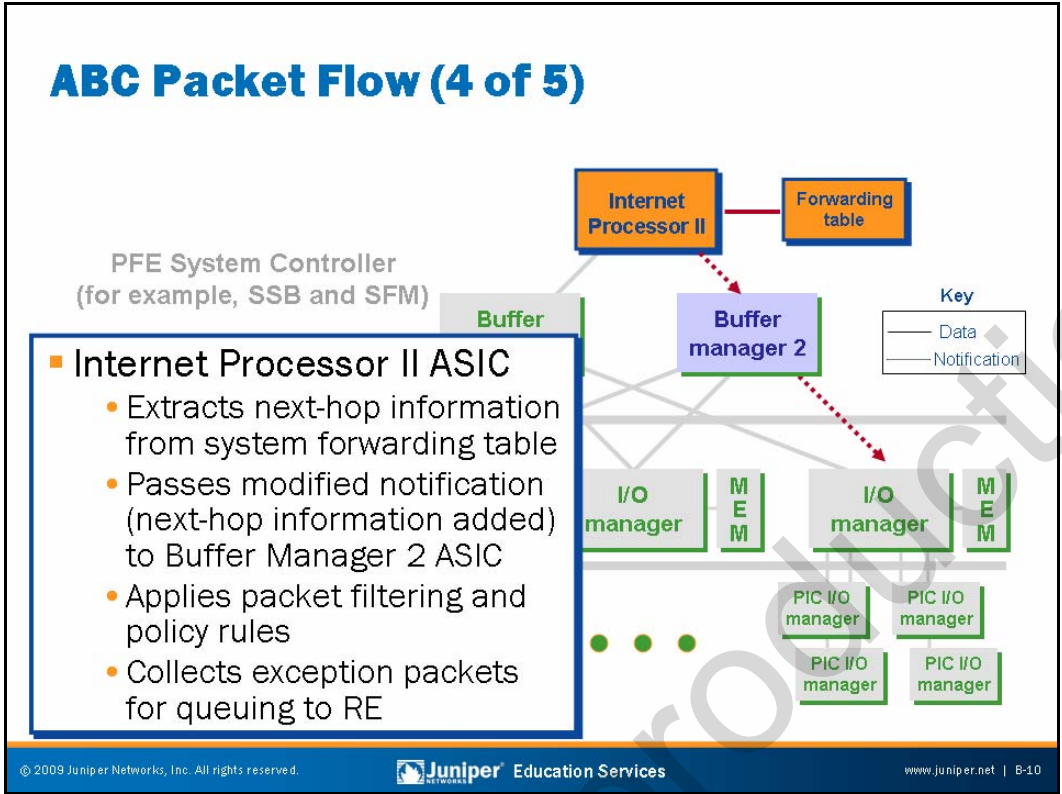 ABC Packet Flow (4 of 5)
Internet
Processor II
Forwarding
table
PFE System Controller
(for example, SSB and SFM)
Buffer
Buffer
manager 2
Key
Data
Notification
Internet Processor II ASIC
Extracts next-hop information
from system forwarding table
Passes modified notification
(next-hop information added)
to Buffer Manager 2 ASIC
Applies packet filtering and
policy rules
Collects exception packets
for queuing to RE
I/O
manager
M
E
M
I/O
manager
M
E
M
PIC I/O
manager
PIC I/O
manager
PIC I/O
manager
PIC I/O
manager
© 2009 Juniper Networks, Inc. All rights reserved.
Juniper NETWORKS Education Services
www.juniper.net | B-10